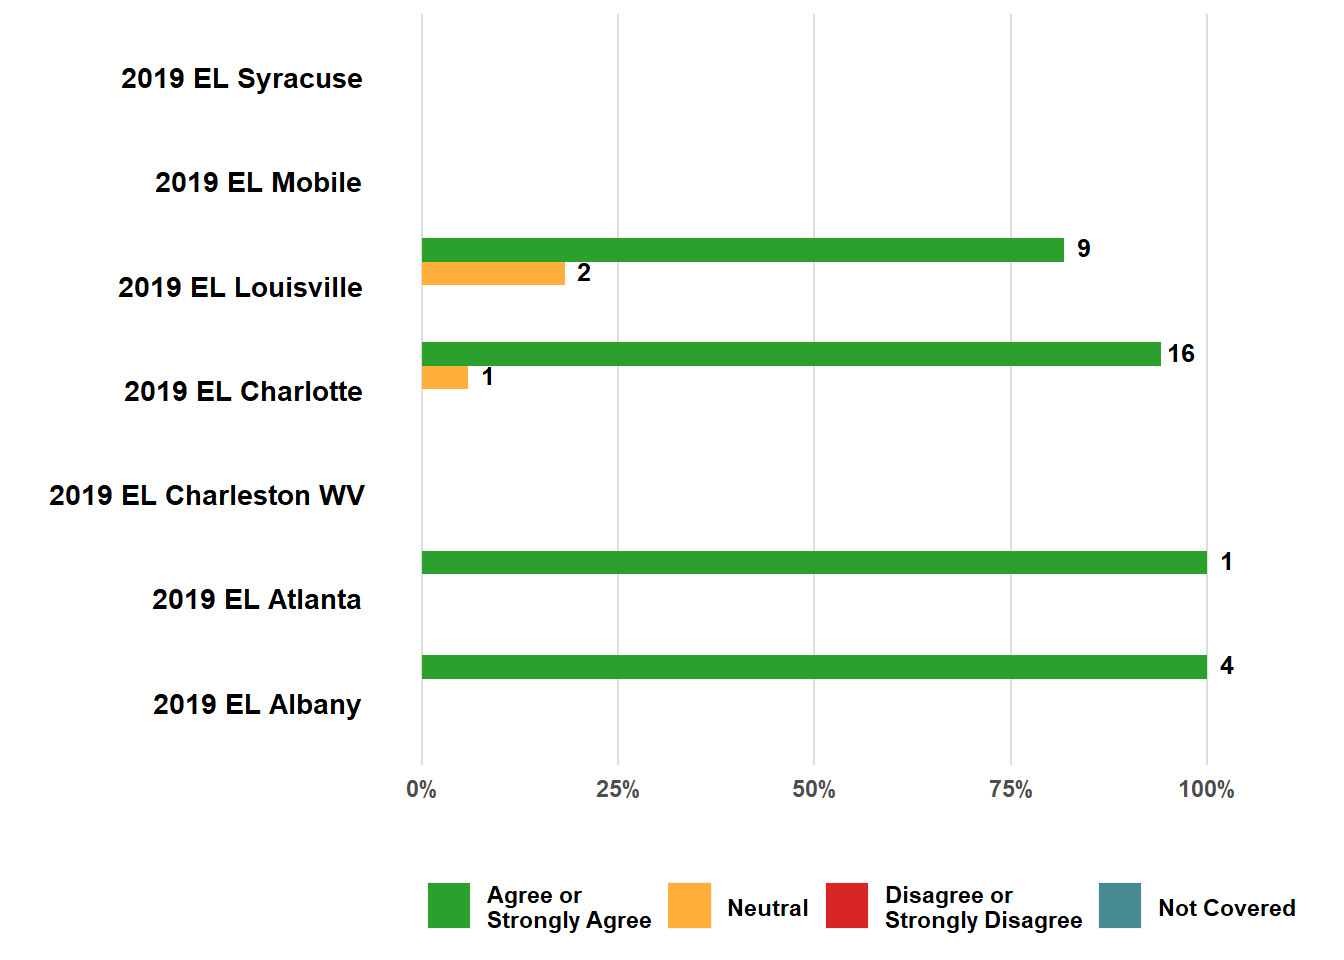 2019 EL Syracuse
2019 EL Mobile
9
2019 EL Louisville
2
16
2019 EL Charlotte
1
2019 EL Charleston WV
1
2019 EL Atlanta
4
2019 EL Albany
0% 25% 50% 75% 100%
Agree or
Strongly Agree
Neutral
Disagree or
Strongly Disagree
Not Covered